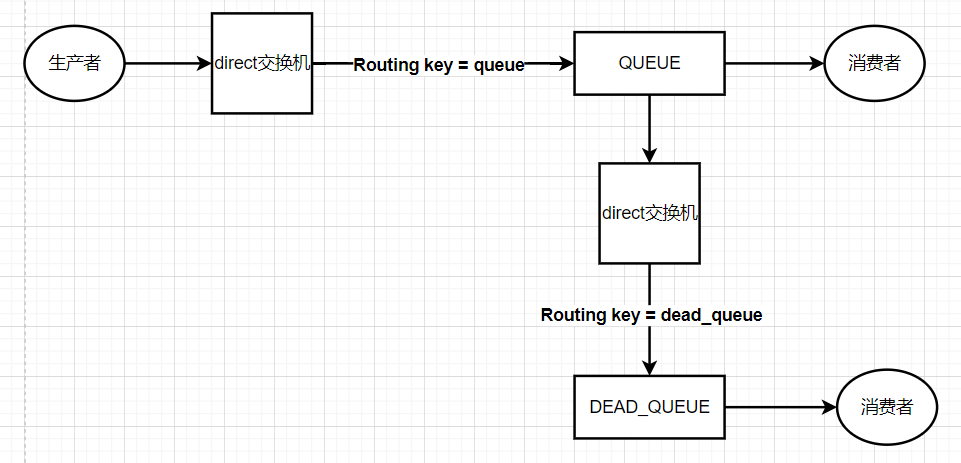 生产者
direct交换机
Routing key = queue
QUEUE
消费者
direct交换机
Routing key = dead_queue
DEAD_QUEUE
消费者